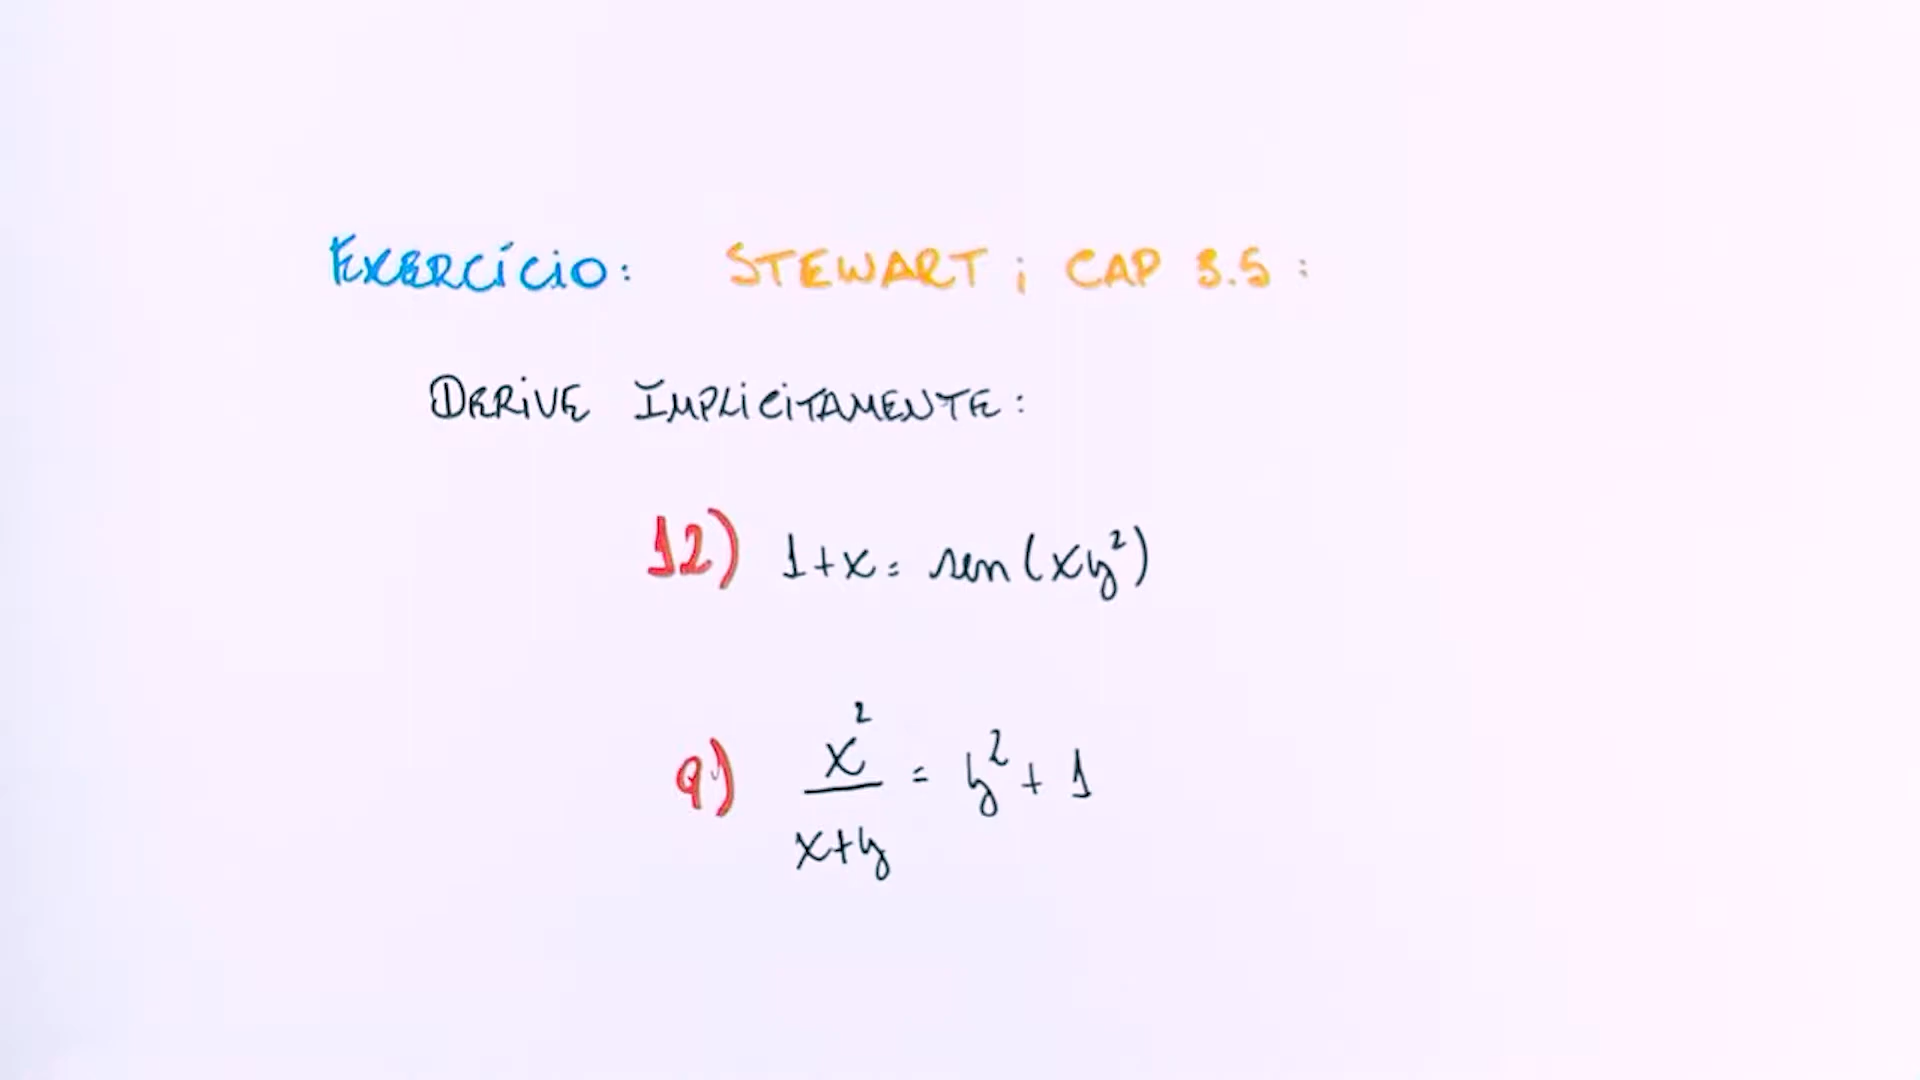 EXERCÍCIO: STEWART; CAP 3.5:
DERIVE IMPLICITAMENTE:
12) 1+x = sen(xy²)
9) x²/(x+y) = y²+1